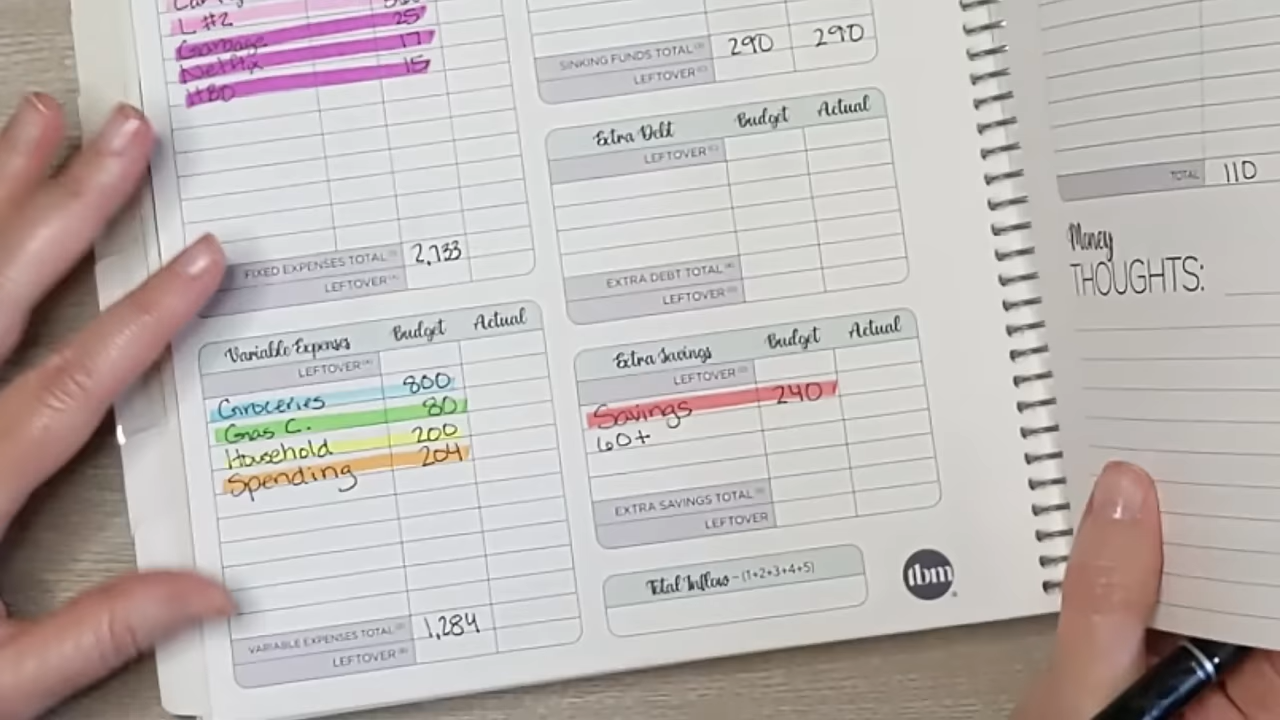 L #2
Garbage 25
Netflix 17
HBO 15
FIXED EXPENSES TOTAL 2,733
LEFTOVER
Variable Expenses Budget Actual
LEFTOVER
Groceries 800
Gas C. 80
Household 200
Spending 204
VARIABLE EXPENSES TOTAL 1,284
LEFTOVER
SINKING FUNDS TOTAL 290 290
LEFTOVER
Extra Debt Budget Actual
LEFTOVER
EXTRA DEBT TOTAL
LEFTOVER
Extra Savings Budget Actual
LEFTOVER
Savings 240
60+
EXTRA SAVINGS TOTAL
LEFTOVER
Total Inflow - (1+2+3+4+5)
tbm
TOTAL 110
Money
THOUGHTS: